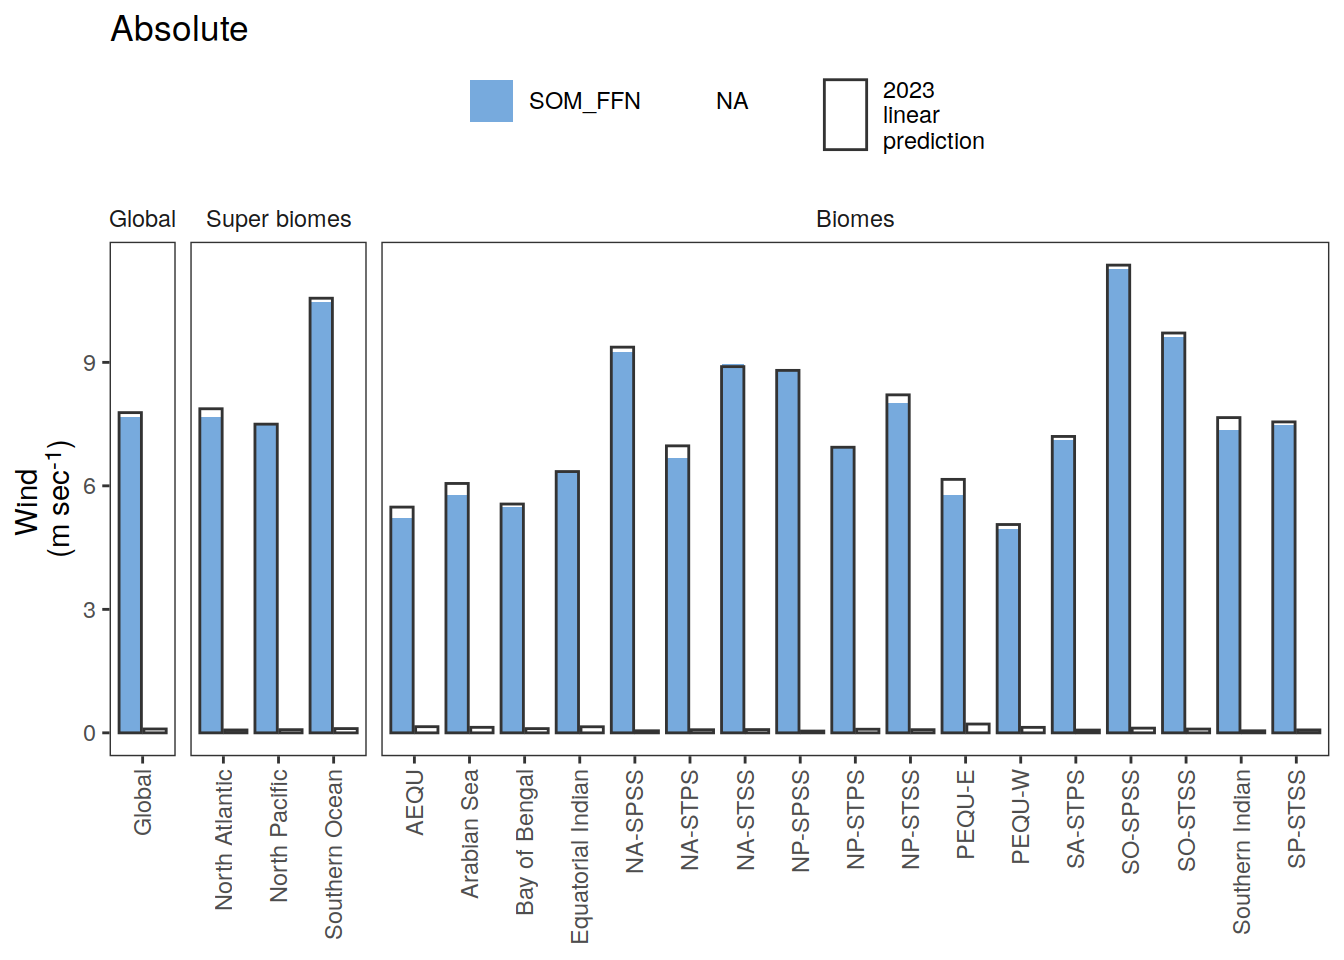 Absolute
SOM_FFN
NA
2023
linear
prediction
Global
Super biomes
Biomes
Wind
(m sec-1)
9
6
3
0
Global
North Atlantic
North Pacific
Southern Ocean
AEQU
Arabian Sea
Bay of Bengal
Equatorial Indian
NA-SPSS
NA-STPS
NA-STSS
NP-SPSS
NP-STPS
NP-STSS
PEQU-E
PEQU-W
SA-STPS
SO-SPSS
SO-STSS
Southern Indian
SP-STSS